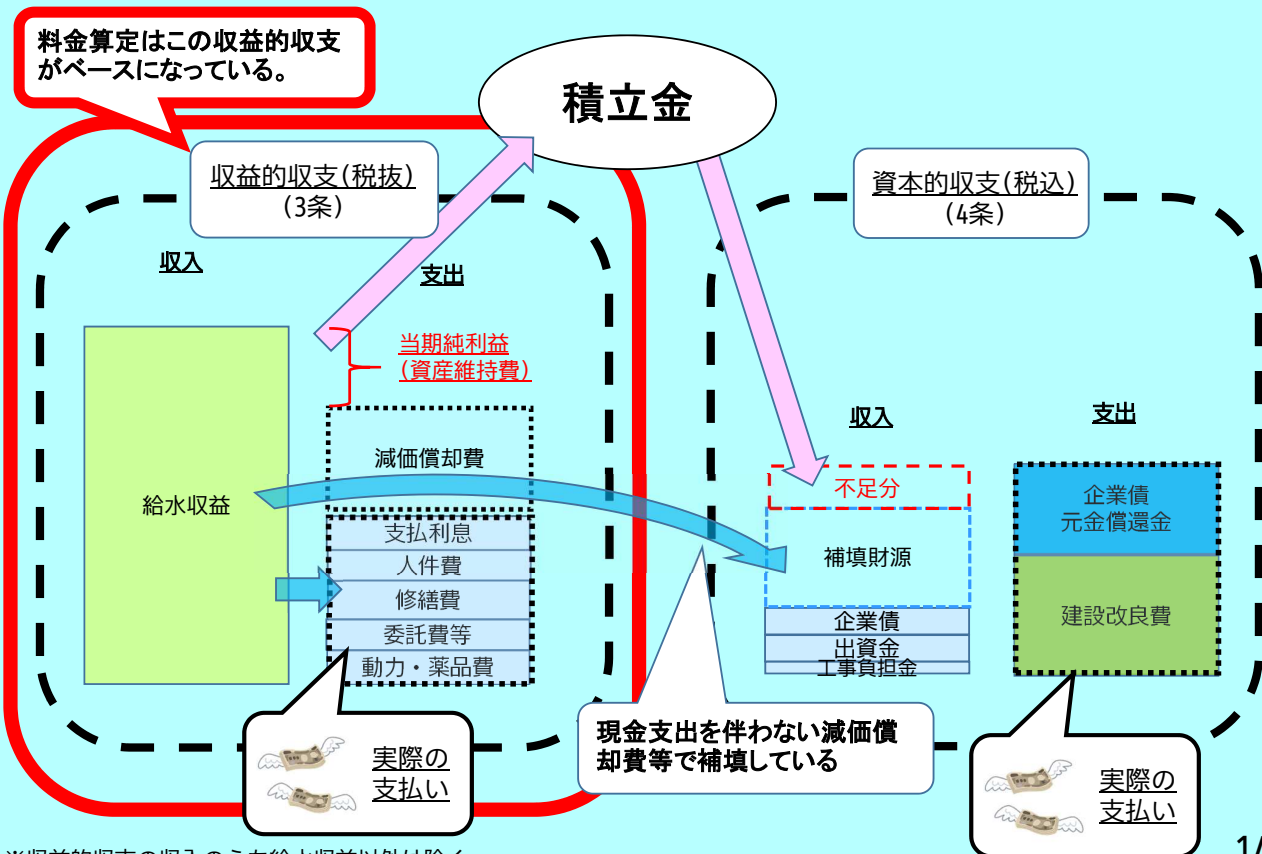 料金算定はこの収益的収支
がベースになっている。
積立金
収益的収支(税抜)
(3条)
資本的収支(税込)
(4条)
収入
支出
当期純利益
(資産維持費)
給水収益
減価償却費
支払利息
人件費
修繕費
委託費等
動力・薬品費
収入
支出
不足分
補填財源
企業債
出資金
工事負担金
企業債
元金償還金
建設改良費
現金支出を伴わない減価償
却費等で補填している
実際の
支払い
実際の
支払い
1/